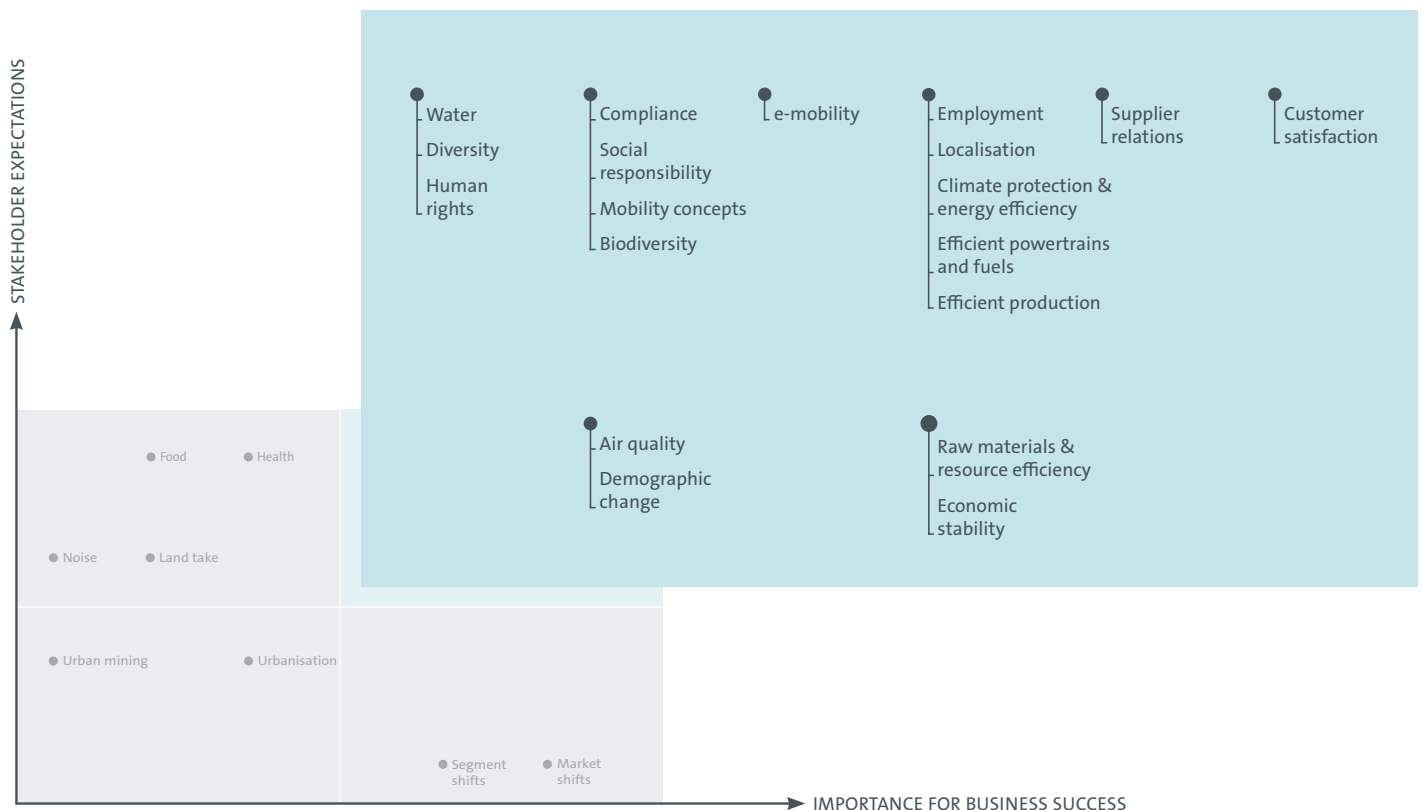 STAKEHOLDER EXPECTATIONS
Water
Diversity
Human
rights
Compliance
Social
responsibility
Mobility concepts
Biodiversity
e-mobility
Employment
Localisation
Climate protection &
energy efficiency
Efficient powertrains
and fuels
Efficient production
Supplier
relations
Customer
satisfaction
Air quality
Demographic
change
Raw materials &
resource efficiency
Economic
stability
Food
Health
Noise
Land take
Urban mining
Urbanisation
Segment
shifts
Market
shifts
IMPORTANCE FOR BUSINESS SUCCESS